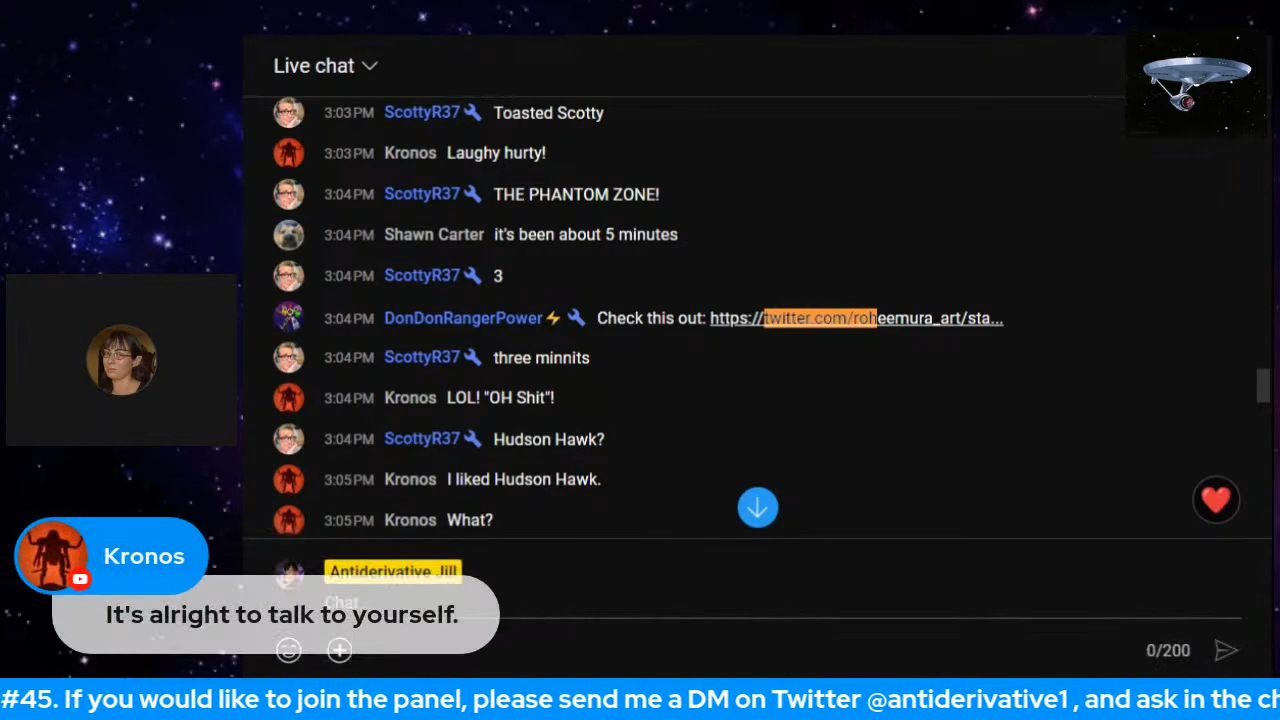 Live chat
3:03 PM ScottyR37 Toasted Scotty
3:03 PM Kronos Laughy hurty!
3:04 PM ScottyR37 THE PHANTOM ZONE!
3:04 PM Shawn Carter it's been about 5 minutes
3:04 PM ScottyR37 3
3:04 PM DonDonRangerPower⚡ Check this out: https://twitter.com/roheemura_art/sta...
3:04 PM ScottyR37 three minnits
3:04 PM Kronos LOL! "OH Shit"!
3:04 PM ScottyR37 Hudson Hawk?
3:05 PM Kronos I liked Hudson Hawk.
3:05 PM Kronos What?
Kronos
Antiderivative Jill
Chat
It's alright to talk to yourself.
0/200
#45. If you would like to join the panel, please send me a DM on Twitter @antiderivative1 , and ask in the ch